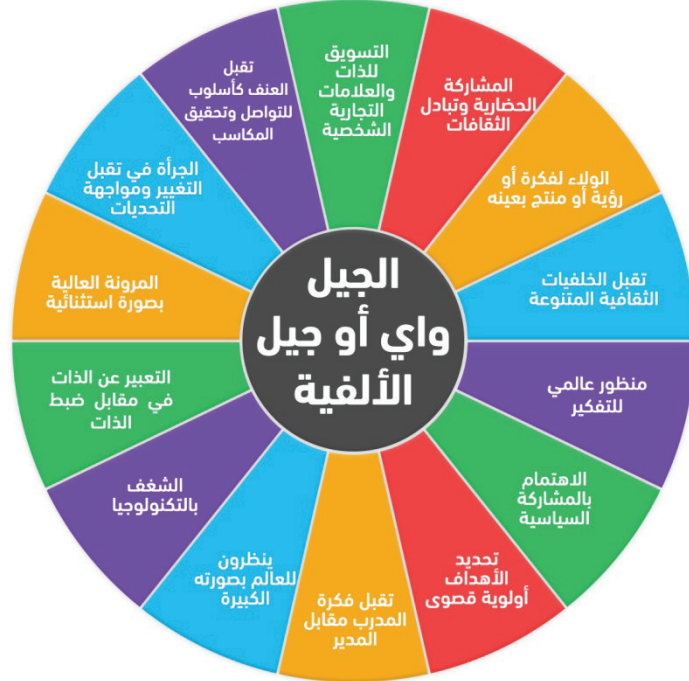 الجيل
واي أو جيل
الألفية
التسويق
للذات
والعلامات
التجارية
الشخصية
المشاركة
الحضارية وتبادل
الثقافات
الولاء لفكرة أو
رؤية أو منتج بعينه
تقبل الخلفيات
الثقافية المتنوعة
منظور عالمي
للتفكير
الاهتمام
بالمشاركة
السياسية
تحديد
الأهداف
أولوية قصوى
تقبل فكرة
المدرب مقابل
المدير
ينظرون
للعالم بصورته
الكبيرة
الشغف
بالتكنولوجيا
التعبير عن الذات
في مقابل ضبط
الذات
المرونة العالية
بصورة استثنائية
الجرأة في تقبل
التغيير ومواجهة
التحديات
تقبل
العنف كأسلوب
للتواصل وتحقيق
المكاسب